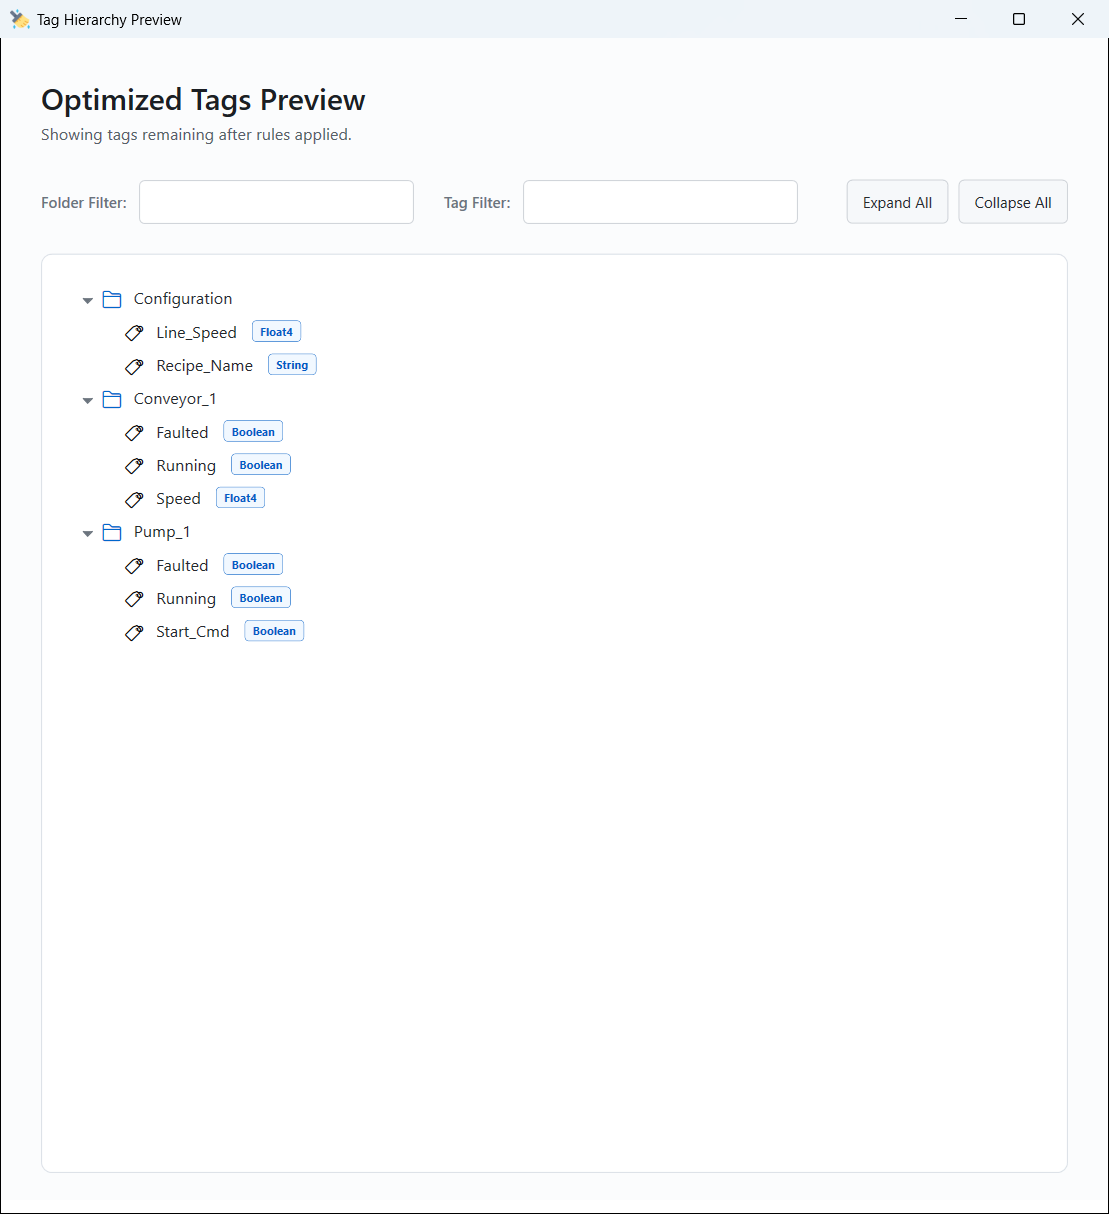 Tag Hierarchy Preview
Optimized Tags Preview
Showing tags remaining after rules applied.
Folder Filter: Tag Filter: Expand All Collapse All
Configuration
Line_Speed Float4
Recipe_Name String
Conveyor_1
Faulted Boolean
Running Boolean
Speed Float4
Pump_1
Faulted Boolean
Running Boolean
Start_Cmd Boolean